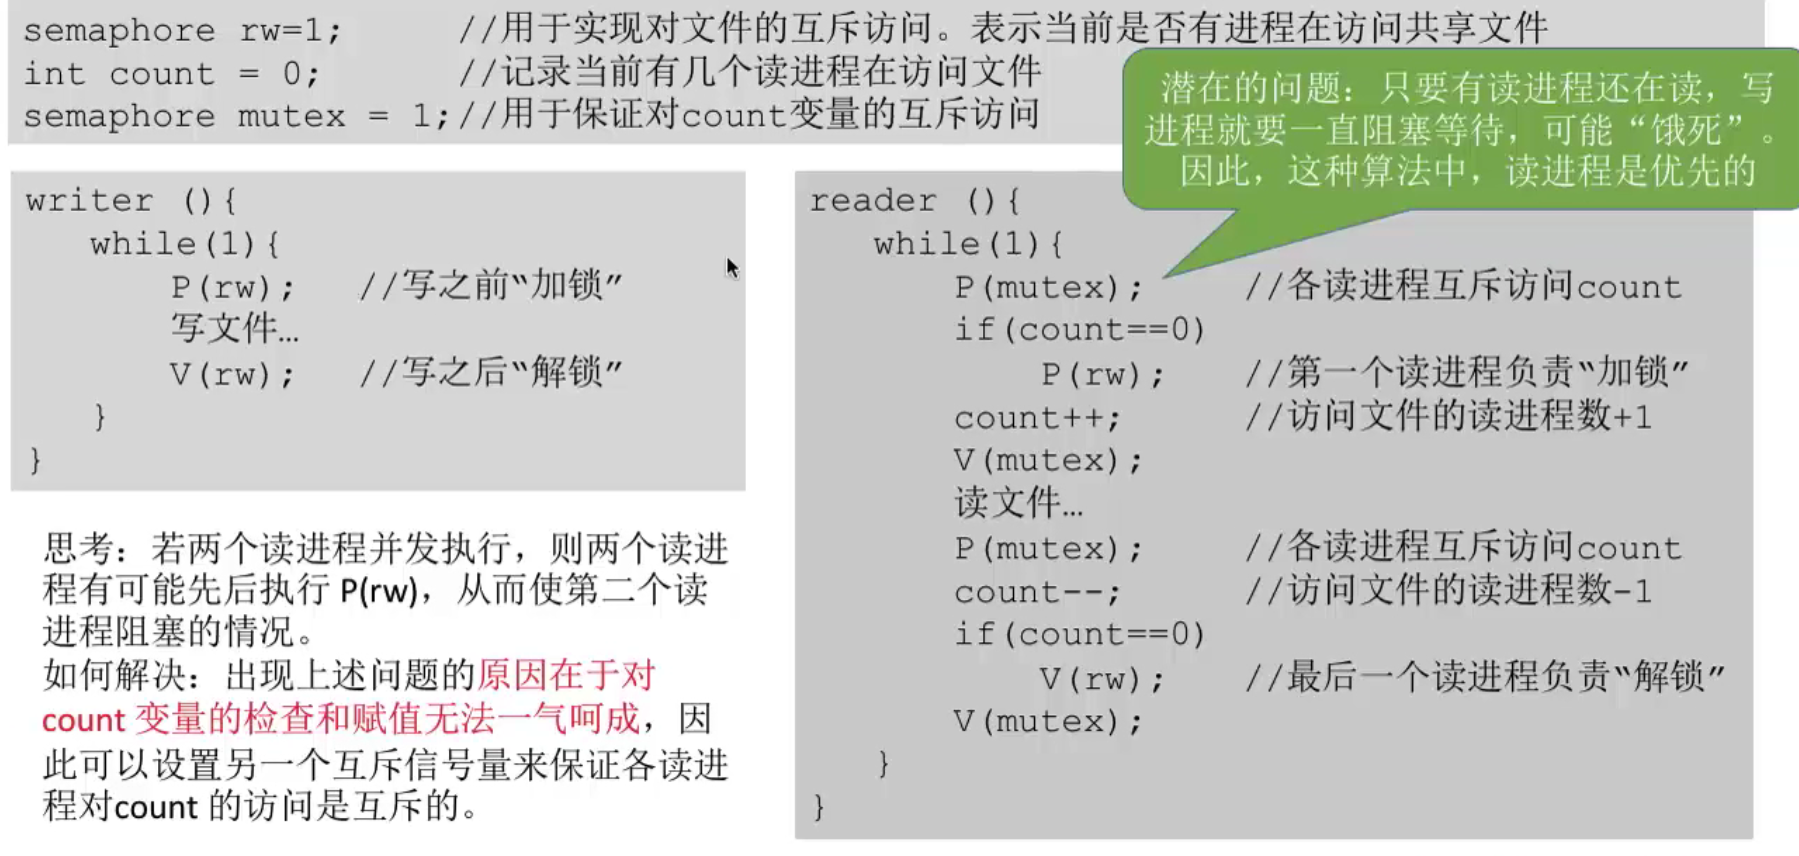 semaphore rw=1; //用于实现对文件的互斥访问。表示当前是否有进程在访问共享文件
int count = 0; //记录当前有几个读进程在访问文件
semaphore mutex = 1;//用于保证对count变量的互斥访问
潜在的问题：只要有读进程还在读，写
进程就要一直阻塞等待，可能“饿死”。
因此，这种算法中，读进程是优先的
writer (){
while(1){
P(rw); //写之前“加锁”
写文件…
V(rw); //写之后“解锁”
}
}
思考：若两个读进程并发执行，则两个读进
程有可能先后执行 P(rw)，从而使第二个读
进程阻塞的情况。
如何解决：出现上述问题的原因在于对
count 变量的检查和赋值无法一气呵成，因
此可以设置另一个互斥信号量来保证各读进
程对count 的访问是互斥的。
reader (){
while(1){
P(mutex); //各读进程互斥访问count
if(count==0)
P(rw); //第一个读进程负责“加锁”
count++; //访问文件的读进程数+1
V(mutex);
读文件…
P(mutex); //各读进程互斥访问count
count--; //访问文件的读进程数-1
if(count==0)
V(rw); //最后一个读进程负责“解锁”
V(mutex);
}
}